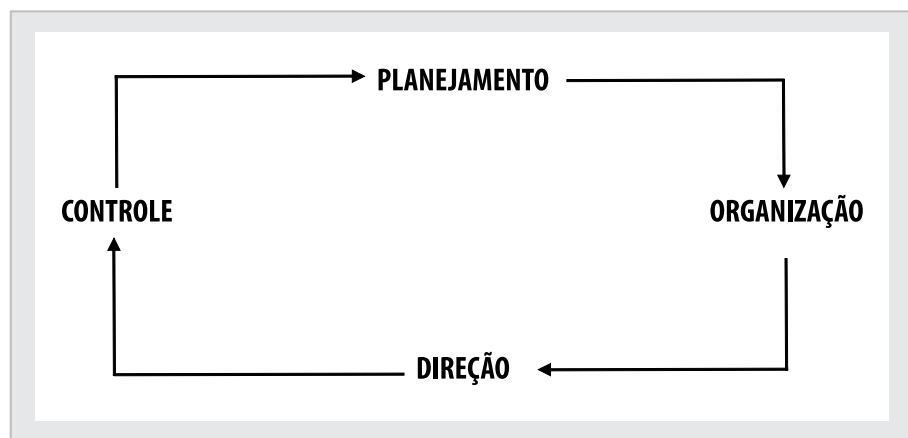 PLANEJAMENTO
CONTROLE
ORGANIZAÇÃO
DIREÇÃO